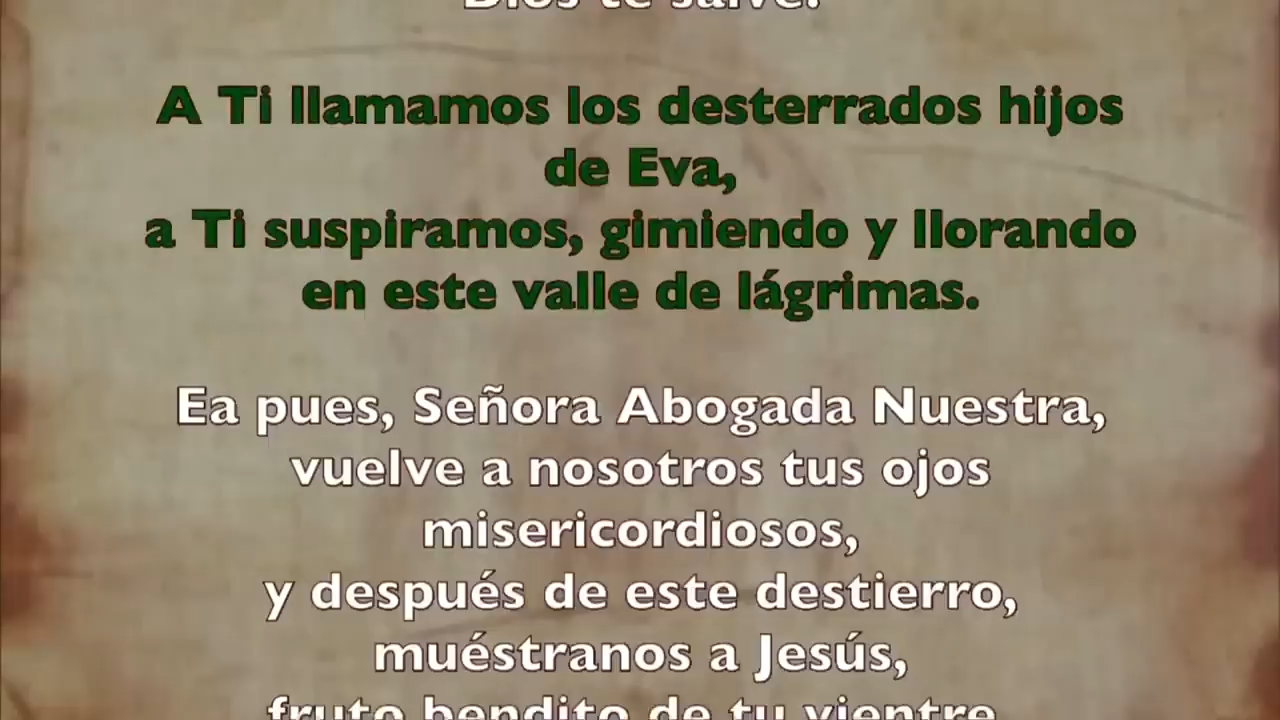 Dios te salve.
A Ti llamamos los desterrados hijos
de Eva,
a Ti suspiramos, gimiendo y llorando
en este valle de lágrimas.
Ea pues, Señora Abogada Nuestra,
vuelve a nosotros tus ojos
misericordiosos,
y después de este destierro,
muéstranos a Jesús,
fruto bendito de tu vientre